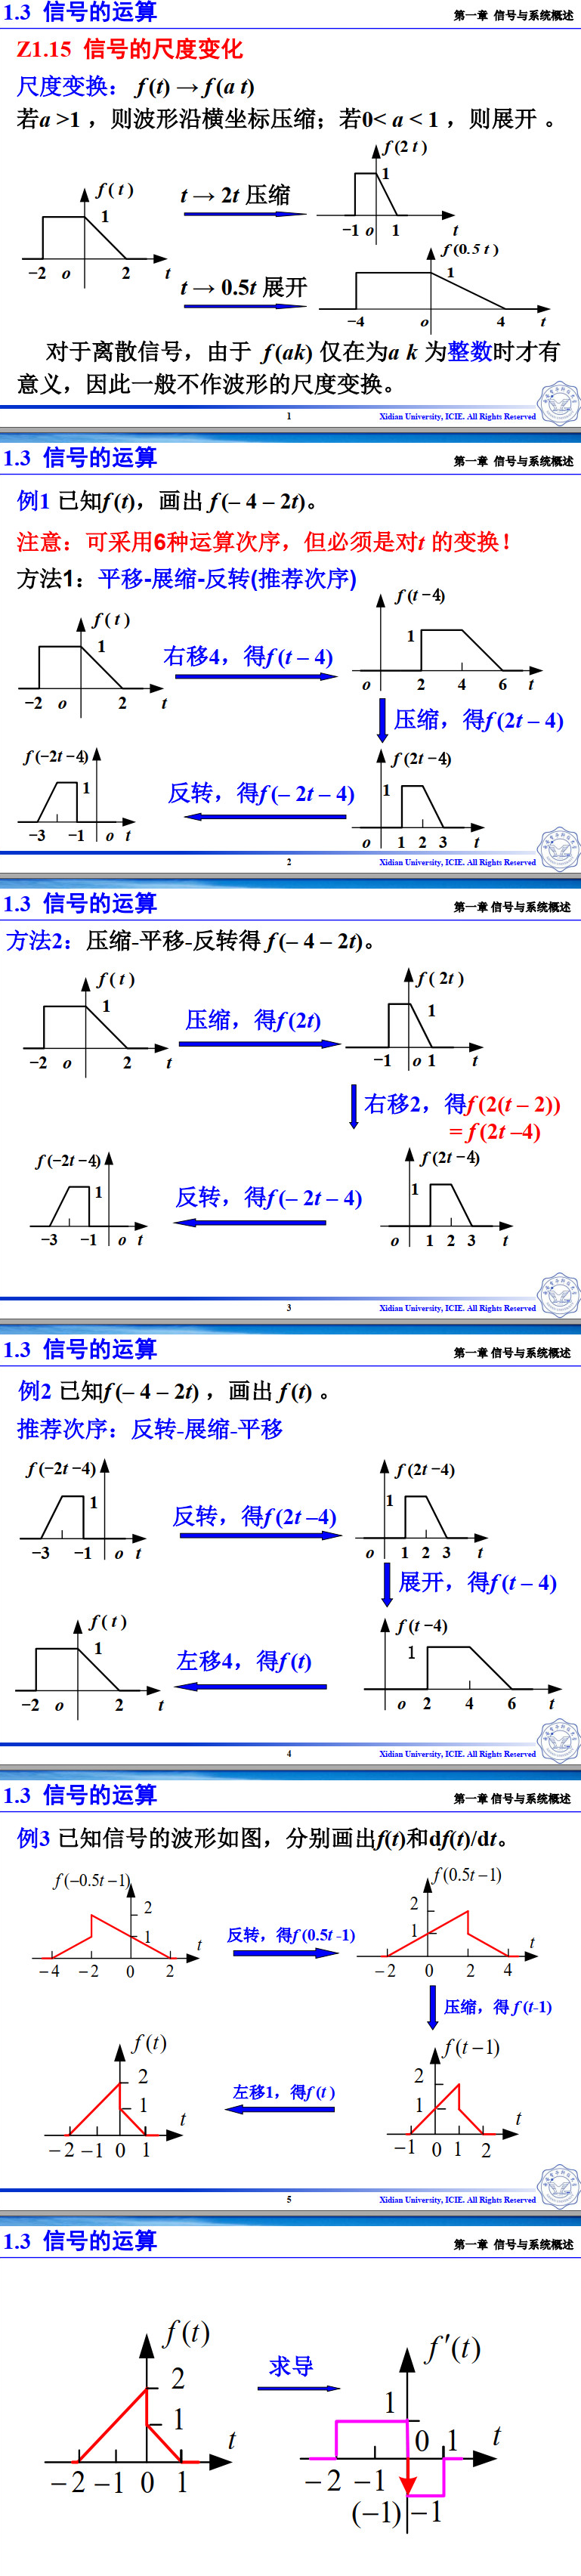 1.3 信号的运算
第一章 信号与系统概述
Z1.15 信号的尺度变化
尺度变换： f (t) → f (a t)
若a >1 ，则波形沿横坐标压缩；若0< a < 1 ，则展开 。
f ( t )
1
−2 o 2 t
t → 2t 压缩
f (2 t )
1
−1 o 1 t
t → 0.5t 展开
f (0.5 t )
1
−4 o 4 t
对于离散信号，由于 f (ak) 仅在为a k 为整数时才有
意义，因此一般不作波形的尺度变换。
1
Xidian University, ICIE. All Rights Reserved
1.3 信号的运算
第一章 信号与系统概述
例1 已知f (t)，画出 f (– 4 – 2t)。
注意：可采用6种运算次序，但必须是对t 的变换！
方法1：平移-展缩-反转(推荐次序)
f ( t )
1
−2 o 2 t
右移4，得f (t – 4)
f (t −4)
1
o 2 4 6 t
压缩，得f (2t – 4)
f (−2t −4)
1
−3 −1 o t
反转，得f (– 2t – 4)
f (2t −4)
1
o 1 2 3 t
2
Xidian University, ICIE. All Rights Reserved
1.3 信号的运算
第一章 信号与系统概述
方法2：压缩-平移-反转得 f (– 4 – 2t)。
f ( t )
1
−2 o 2 t
压缩，得f (2t)
f ( 2t )
1
−1 o 1 t
右移2，得f (2(t – 2))
= f (2t –4)
f (−2t −4)
1
−3 −1 o t
反转，得f (– 2t – 4)
f (2t −4)
1
o 1 2 3 t
3
Xidian University, ICIE. All Rights Reserved
1.3 信号的运算
第一章 信号与系统概述
例2 已知f (– 4 – 2t) ，画出 f (t) 。
推荐次序：反转-展缩-平移
f (−2t −4)
1
−3 −1 o t
反转，得f (2t –4)
f (2t −4)
1
o 1 2 3 t
展开，得f (t – 4)
f ( t )
1
−2 o 2 t
左移4，得f (t)
f (t −4)
1
o 2 4 6 t
4
Xidian University, ICIE. All Rights Reserved
1.3 信号的运算
第一章 信号与系统概述
例3 已知信号的波形如图，分别画出f(t)和df(t)/dt。
f (−0.5t −1)
2
1
t
−4 −2 0 2
反转，得f (0.5t -1)
f (0.5t −1)
2
1
t
−2 0 2 4
压缩，得 f (t-1)
f (t)
2
1
t
−2 −1 0 1
左移1，得f (t )
f (t −1)
2
1
t
−1 0 1 2
5
Xidian University, ICIE. All Rights Reserved
1.3 信号的运算
第一章 信号与系统概述
f (t)
2
1
t
−2 −1 0 1
求导
f ′(t)
1
0 1 t
−2 −1
(−1) −1